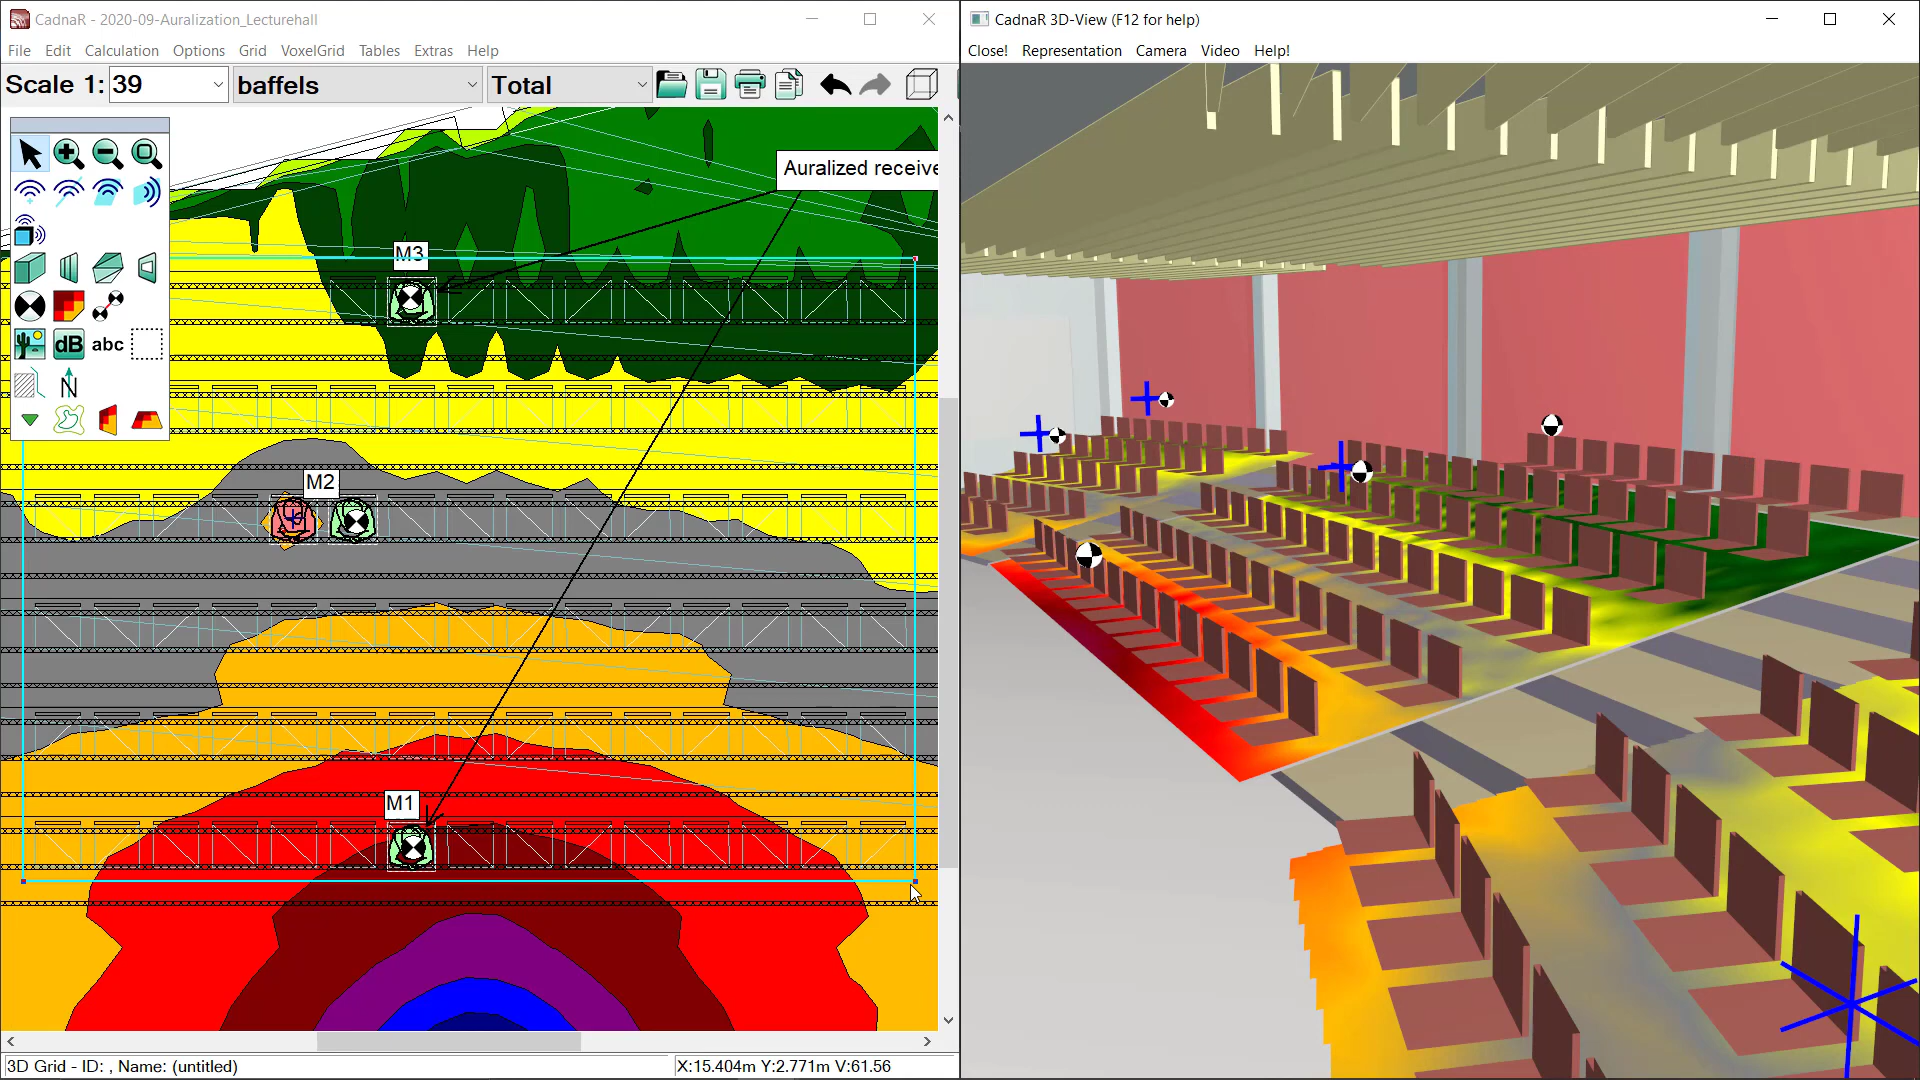 CadnaR - 2020-09-Auralization_Lecturehall
File Edit Calculation Options Grid VoxelGrid Tables Extras Help
Scale 1: 39 baffels Total
Auralized receive
M3
dB abc
N
M2
M1
3D Grid - ID: , Name: (untitled) X:15.404m Y:2.771m V:61.56
CadnaR 3D-View (F12 for help)
Close! Representation Camera Video Help!